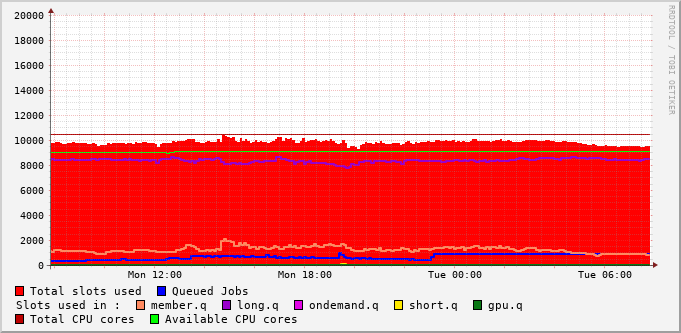 RRDTOOL / TOBI OETIKER
20000
18000
16000
14000
12000
10000
8000
6000
4000
2000
0
Mon 12:00 Mon 18:00 Tue 00:00 Tue 06:00
Total slots used Queued Jobs
Slots used in : member.q long.q ondemand.q short.q gpu.q
Total CPU cores Available CPU cores